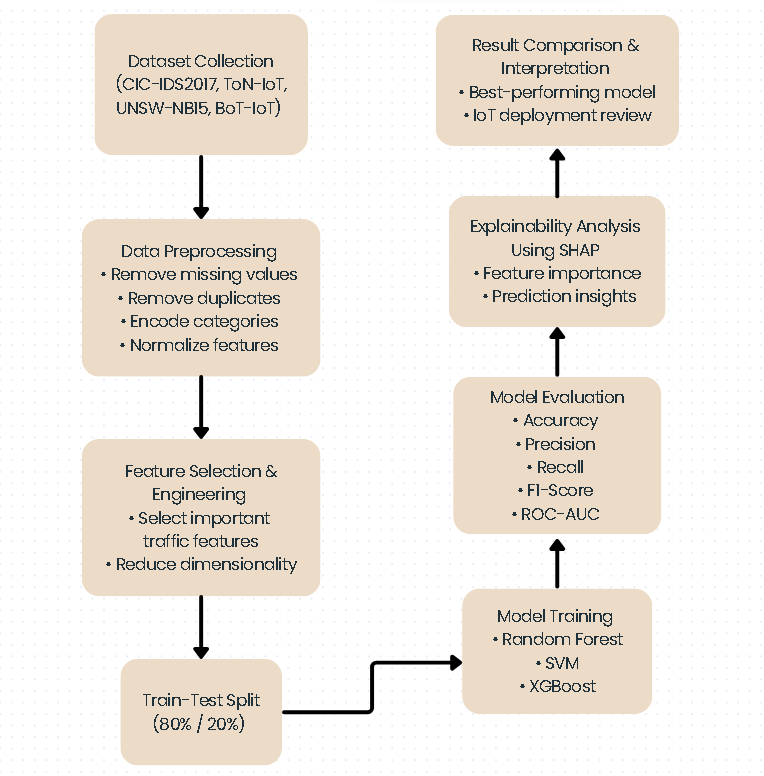 Dataset Collection
(CIC-IDS2017, ToN-IoT,
UNSW-NB15, BoT-IoT)
Data Preprocessing
• Remove missing values
• Remove duplicates
• Encode categories
• Normalize features
Feature Selection &
Engineering
• Select important
traffic features
• Reduce dimensionality
Train-Test Split
(80% / 20%)
Model Training
• Random Forest
• SVM
• XGBoost
Model Evaluation
• Accuracy
• Precision
• Recall
• F1-Score
• ROC-AUC
Explainability Analysis
Using SHAP
• Feature importance
• Prediction insights
Result Comparison &
Interpretation
• Best-performing model
• IoT deployment review